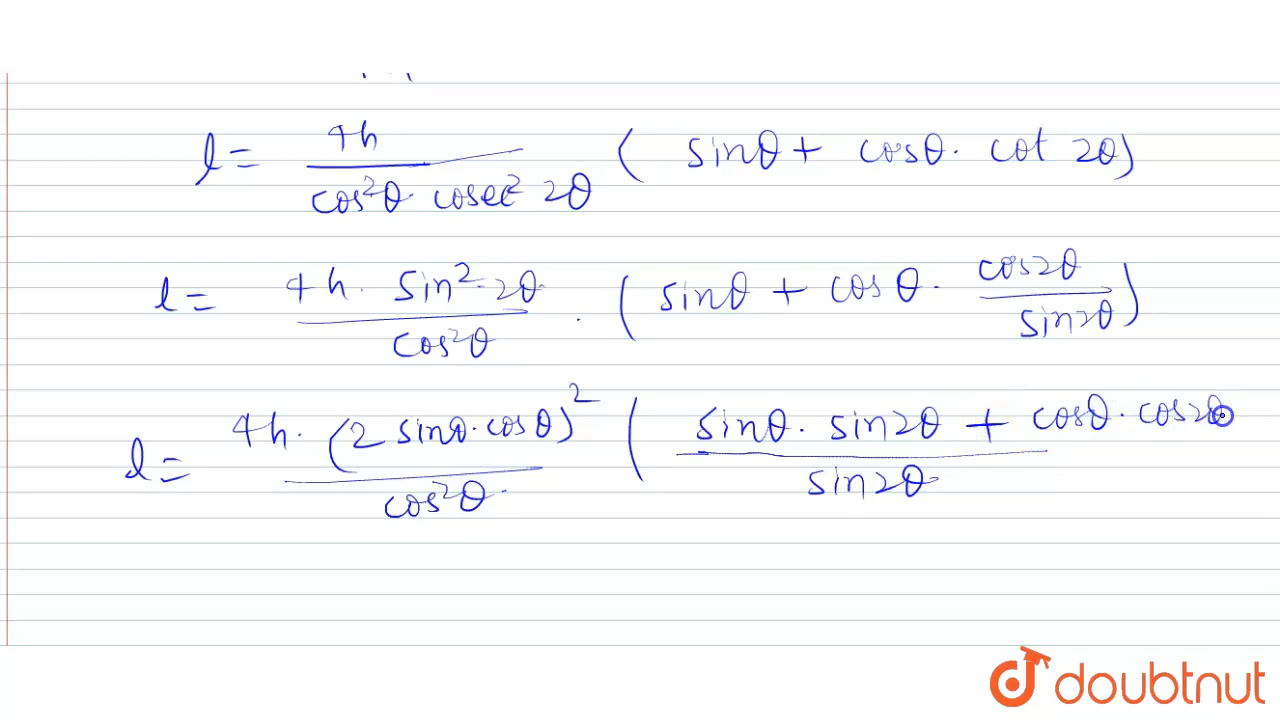 l = 4h / cos²θ · cosec² 2θ ( sinθ + cosθ · cot 2θ)
l = 4h · sin² 2θ / cos²θ · ( sinθ + cosθ · cos2θ / sin2θ )
l = 4h · (2 sinθ · cosθ)² / cos²θ ( sinθ · sin2θ + cosθ · cos2θ / sin2θ
doubtnut